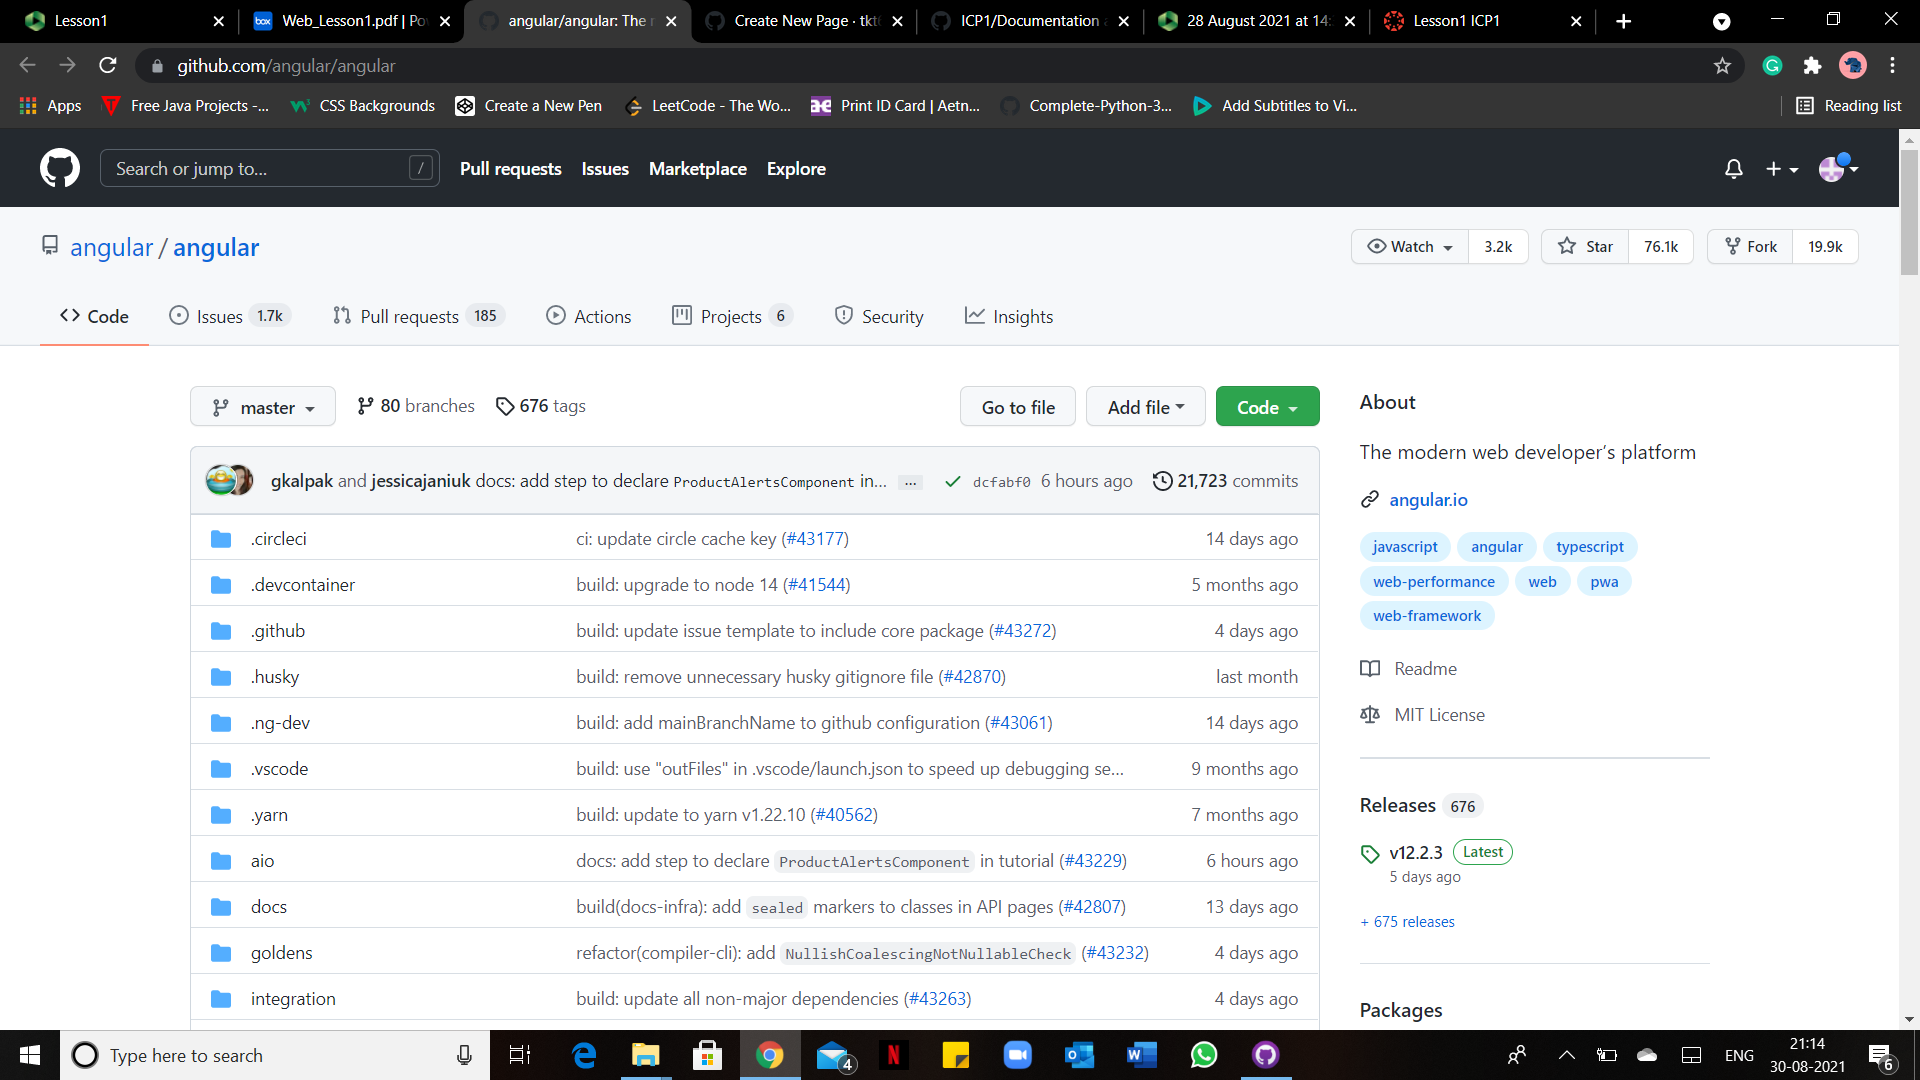 Lesson1
Web_Lesson1.pdf | Po
angular/angular: The
Create New Page · tkt
ICP1/Documentation
28 August 2021 at 14:
Lesson1 ICP1
github.com/angular/angular
Apps
Free Java Projects -...
CSS Backgrounds
Create a New Pen
LeetCode - The Wo...
Print ID Card | Aetn...
Complete-Python-3...
Add Subtitles to Vi...
Reading list
Search or jump to...
/
Pull requests
Issues
Marketplace
Explore
angular / angular
Watch 3.2k
Star 76.1k
Fork 19.9k
Code
Issues 1.7k
Pull requests 185
Actions
Projects 6
Security
Insights
master
80 branches
676 tags
Go to file
Add file
Code
gkalpak and jessicajaniuk docs: add step to declare ProductAlertsComponent in... ... dcfabf0 6 hours ago 21,723 commits
.circleci ci: update circle cache key (#43177) 14 days ago
.devcontainer build: upgrade to node 14 (#41544) 5 months ago
.github build: update issue template to include core package (#43272) 4 days ago
.husky build: remove unnecessary husky gitignore file (#42870) last month
.ng-dev build: add mainBranchName to github configuration (#43061) 14 days ago
.vscode build: use "outFiles" in .vscode/launch.json to speed up debugging se... 9 months ago
.yarn build: update to yarn v1.22.10 (#40562) 7 months ago
aio docs: add step to declare ProductAlertsComponent in tutorial (#43229) 6 hours ago
docs build(docs-infra): add sealed markers to classes in API pages (#42807) 13 days ago
goldens refactor(compiler-cli): add NullishCoalescingNotNullableCheck (#43232) 4 days ago
integration build: update all non-major dependencies (#43263) 4 days ago
About
The modern web developer's platform
angular.io
javascript angular typescript
web-performance web pwa
web-framework
Readme
MIT License
Releases 676
v12.2.3 Latest
5 days ago
+ 675 releases
Packages
Type here to search
4
ENG
21:14
30-08-2021
6